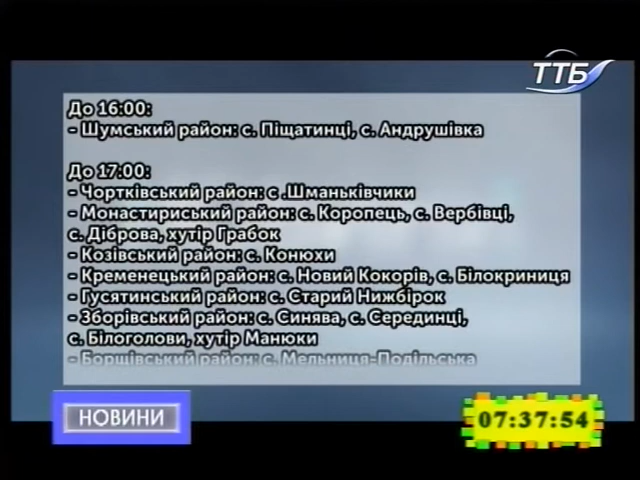 ТТБ
До 16:00:
- Шумський район: с. Піщатинці, с. Андрушівка
До 17:00:
- Чортківський район: с .Шманьківчики
- Монастириський район: с. Коропець, с. Вербівці,
с. Діброва, хутір Грабок
- Козівський район: с. Конюхи
- Кременецький район: с. Новий Кокорів, с. Білокриниця
- Гусятинський район: с. Старий Нижбірок
- Зборівський район: с. Синява, с. Серединці,
с. Білоголови, хутір Манюки
- Борщівський район: с. Мельниця-Подільська
НОВИНИ
07:37:54